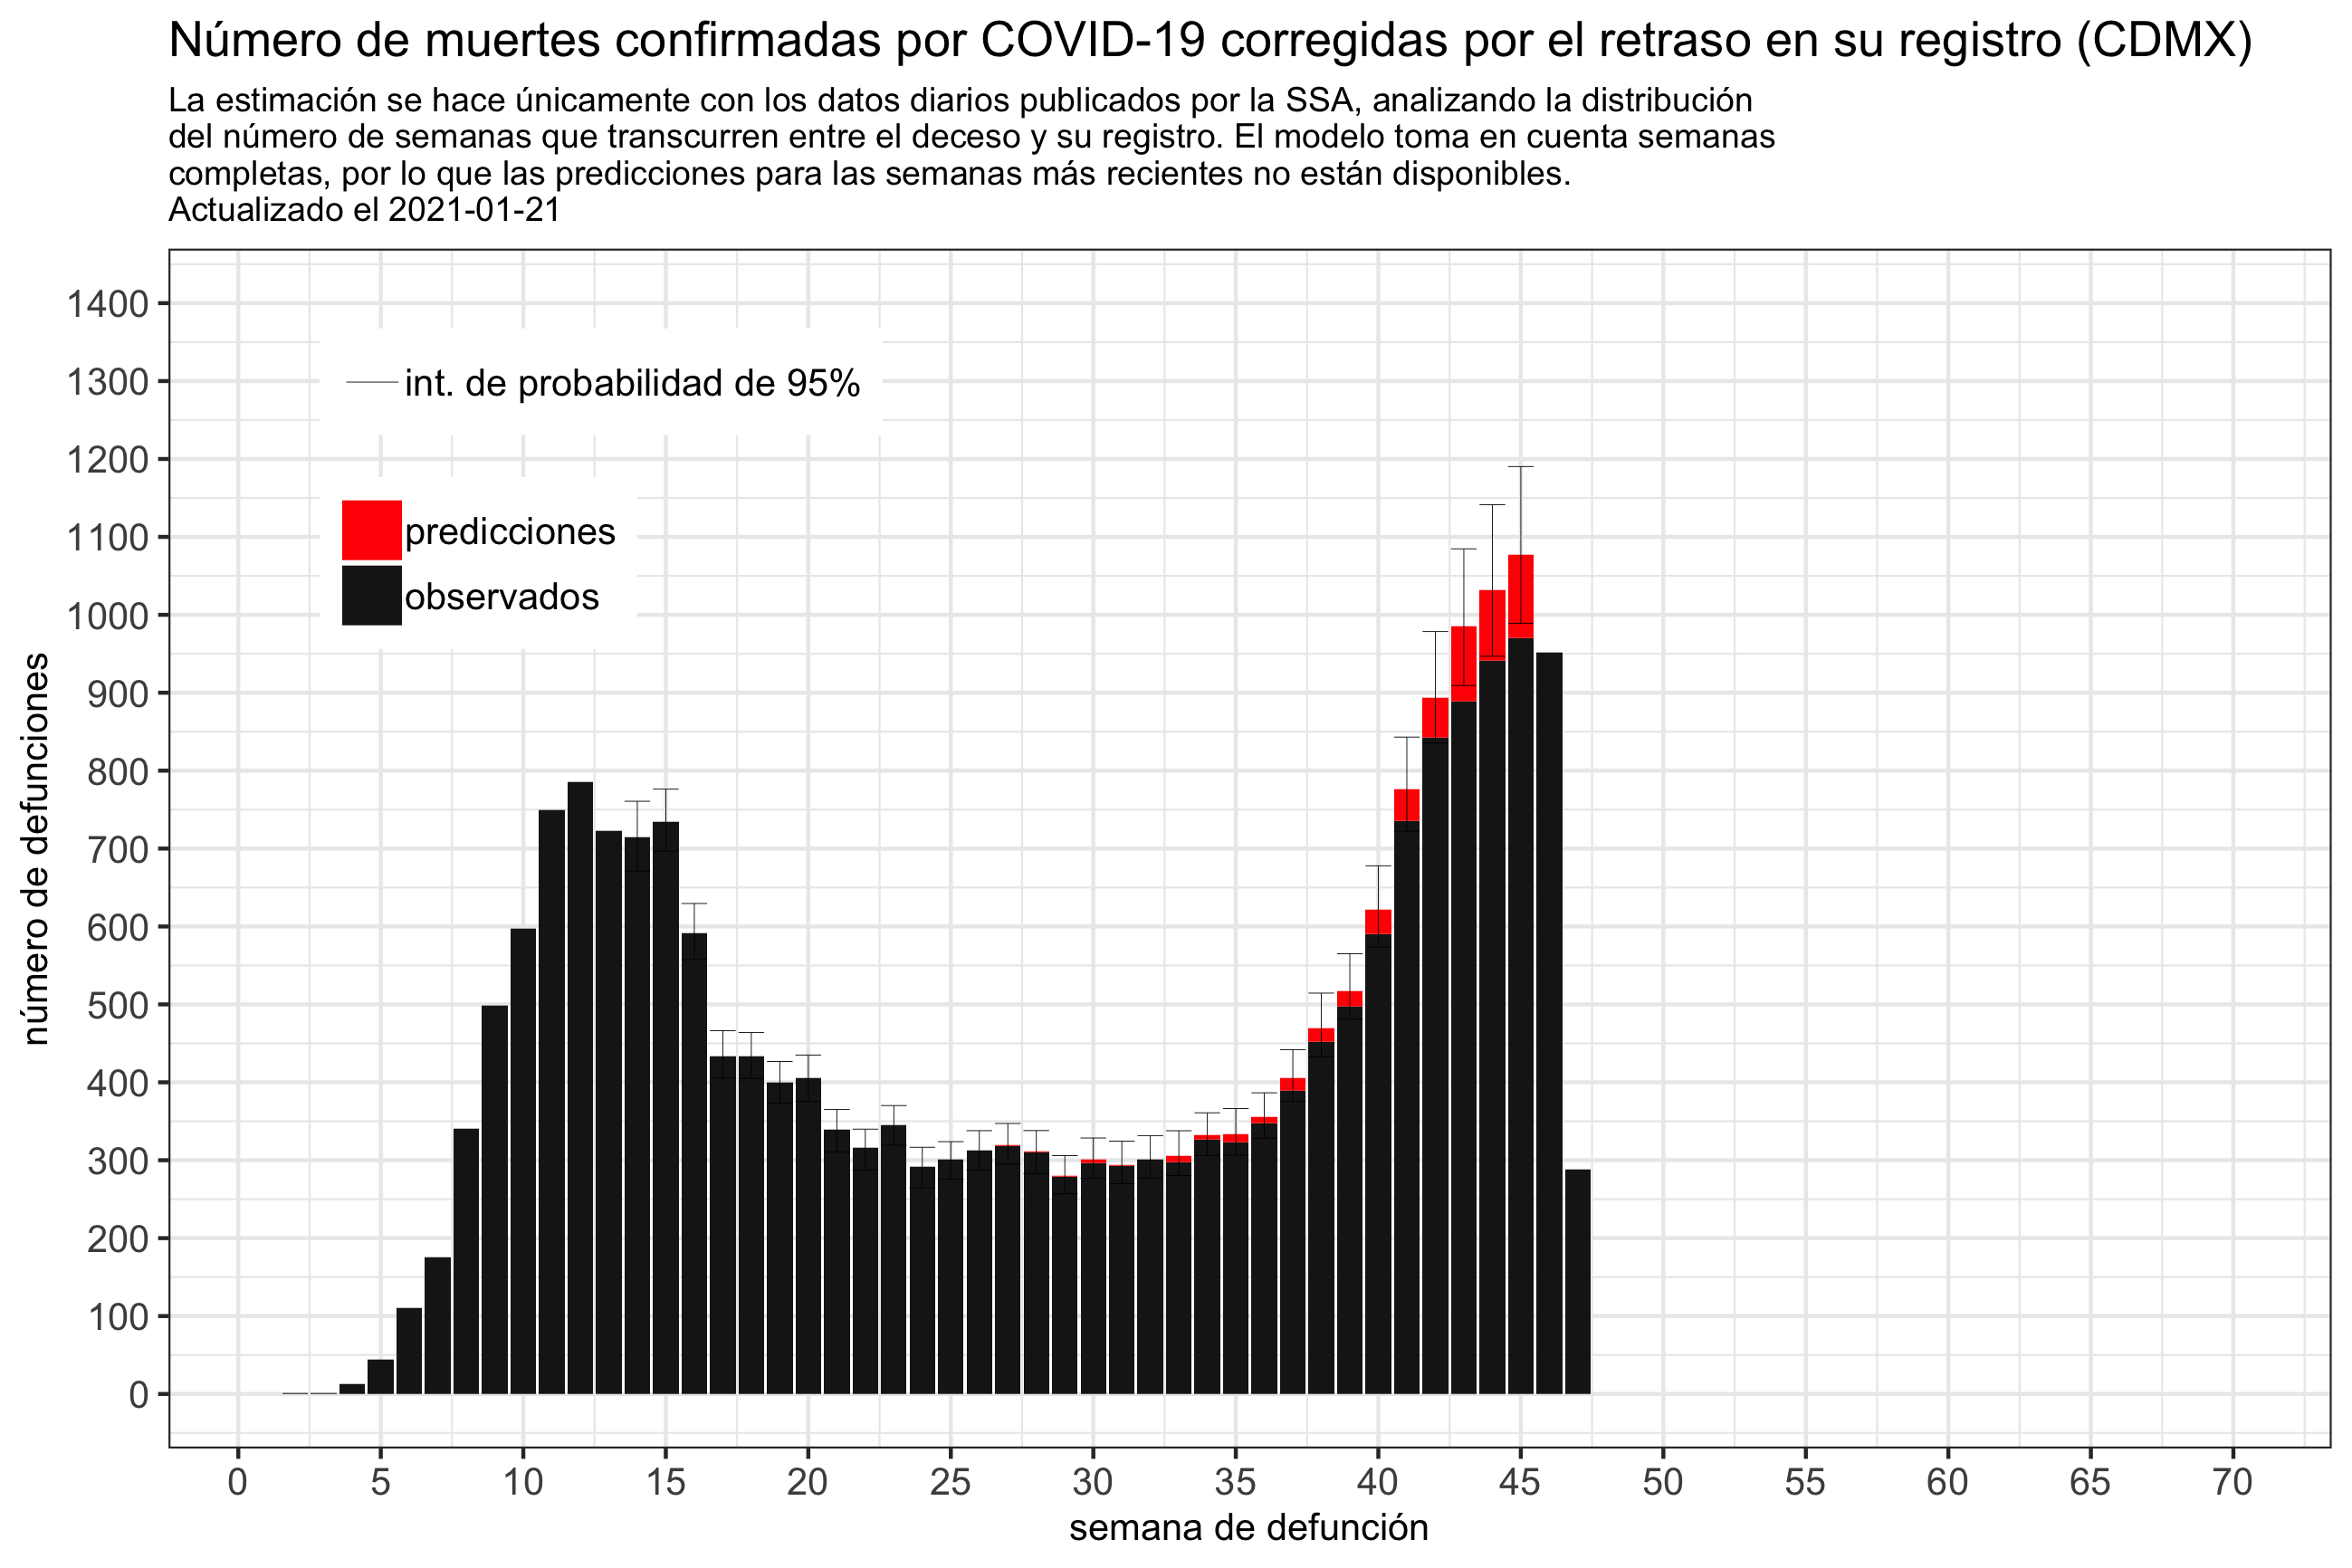 Número de muertes confirmadas por COVID-19 corregidas por el retraso en su registro (CDMX)
La estimación se hace únicamente con los datos diarios publicados por la SSA, analizando la distribución
del número de semanas que transcurren entre el deceso y su registro. El modelo toma en cuenta semanas
completas, por lo que las predicciones para las semanas más recientes no están disponibles.
Actualizado el 2021-01-21
número de defunciones
1400
1300
1200
1100
1000
900
800
700
600
500
400
300
200
100
0
int. de probabilidad de 95%
predicciones
observados
0 5 10 15 20 25 30 35 40 45 50 55 60 65 70
semana de defunción